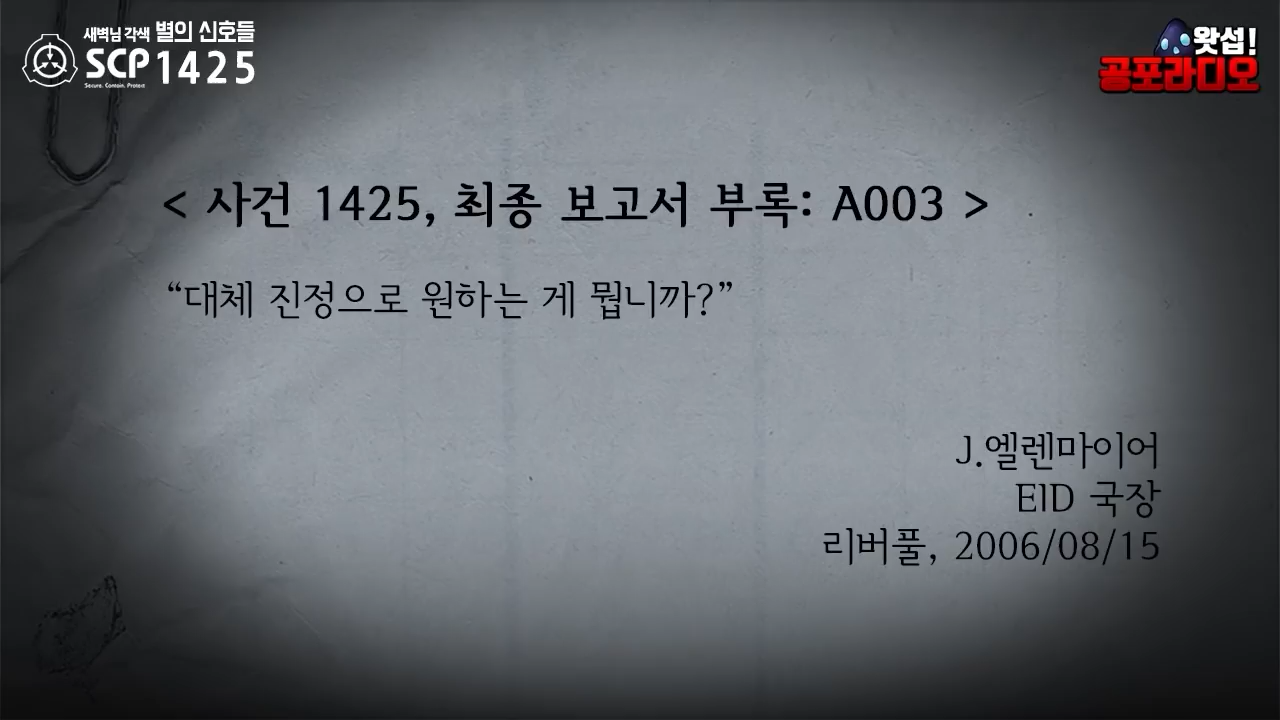 새벽님 각색 별의 신호들
SCP 1425
Secure. Contain. Protect
왓섭!
공포라디오
< 사건 1425, 최종 보고서 부록: A003 >
“대체 진정으로 원하는 게 뭡니까?”
J.엘렌마이어
EID 국장
리버풀, 2006/08/15